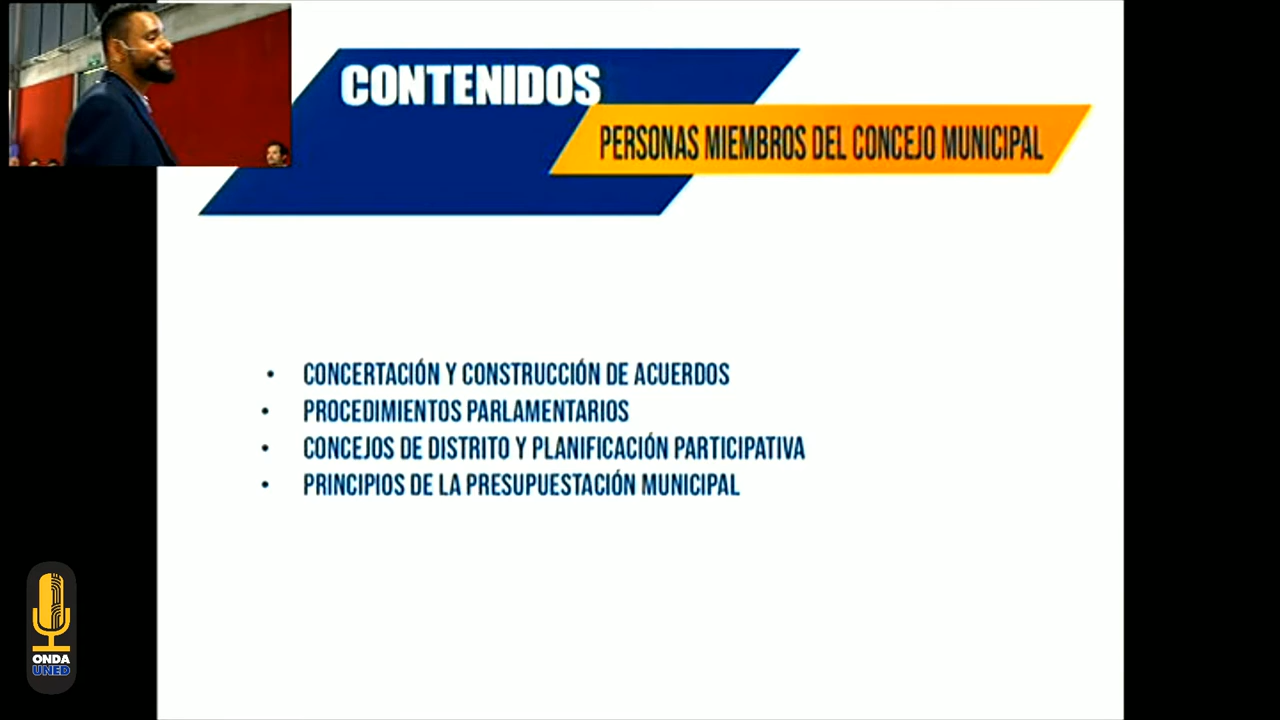 CONTENIDOS
PERSONAS MIEMBROS DEL CONCEJO MUNICIPAL
• CONCERTACIÓN Y CONSTRUCCIÓN DE ACUERDOS
• PROCEDIMIENTOS PARLAMENTARIOS
• CONCEJOS DE DISTRITO Y PLANIFICACIÓN PARTICIPATIVA
• PRINCIPIOS DE LA PRESUPUESTACIÓN MUNICIPAL
ONDA
UNED